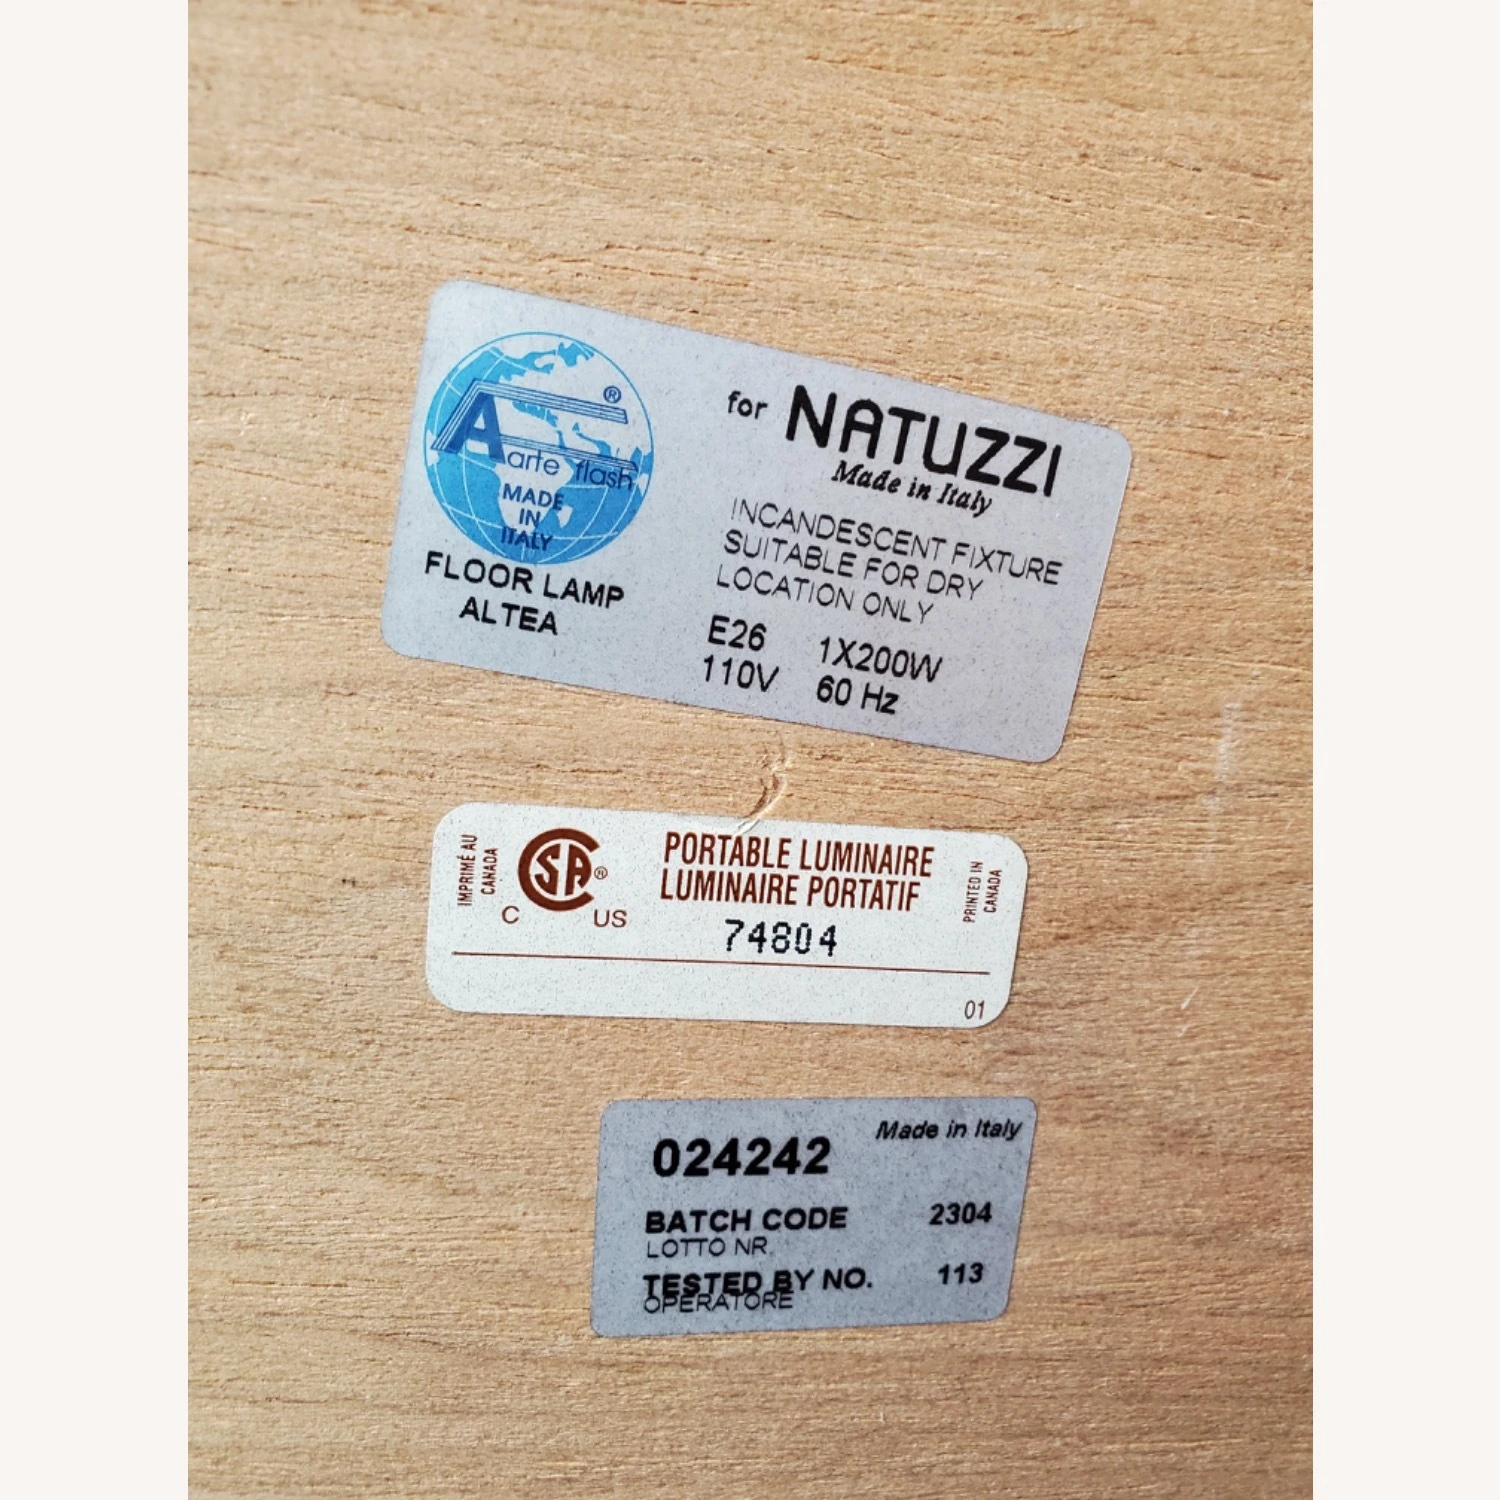 A®
arte flash
MADE
IN
ITALY
FLOOR LAMP
ALTEA
for NATUZZI
Made in Italy
INCANDESCENT FIXTURE
SUITABLE FOR DRY
LOCATION ONLY
E26 1X200W
110V 60 Hz
IMPRIMÉ AU
CANADA
CSA®
C US
PORTABLE LUMINAIRE
LUMINAIRE PORTATIF
74804
PRINTED IN
CANADA
01
Made in Italy
024242
BATCH CODE 2304
LOTTO NR.
TESTED BY NO. 113
OPERATORE